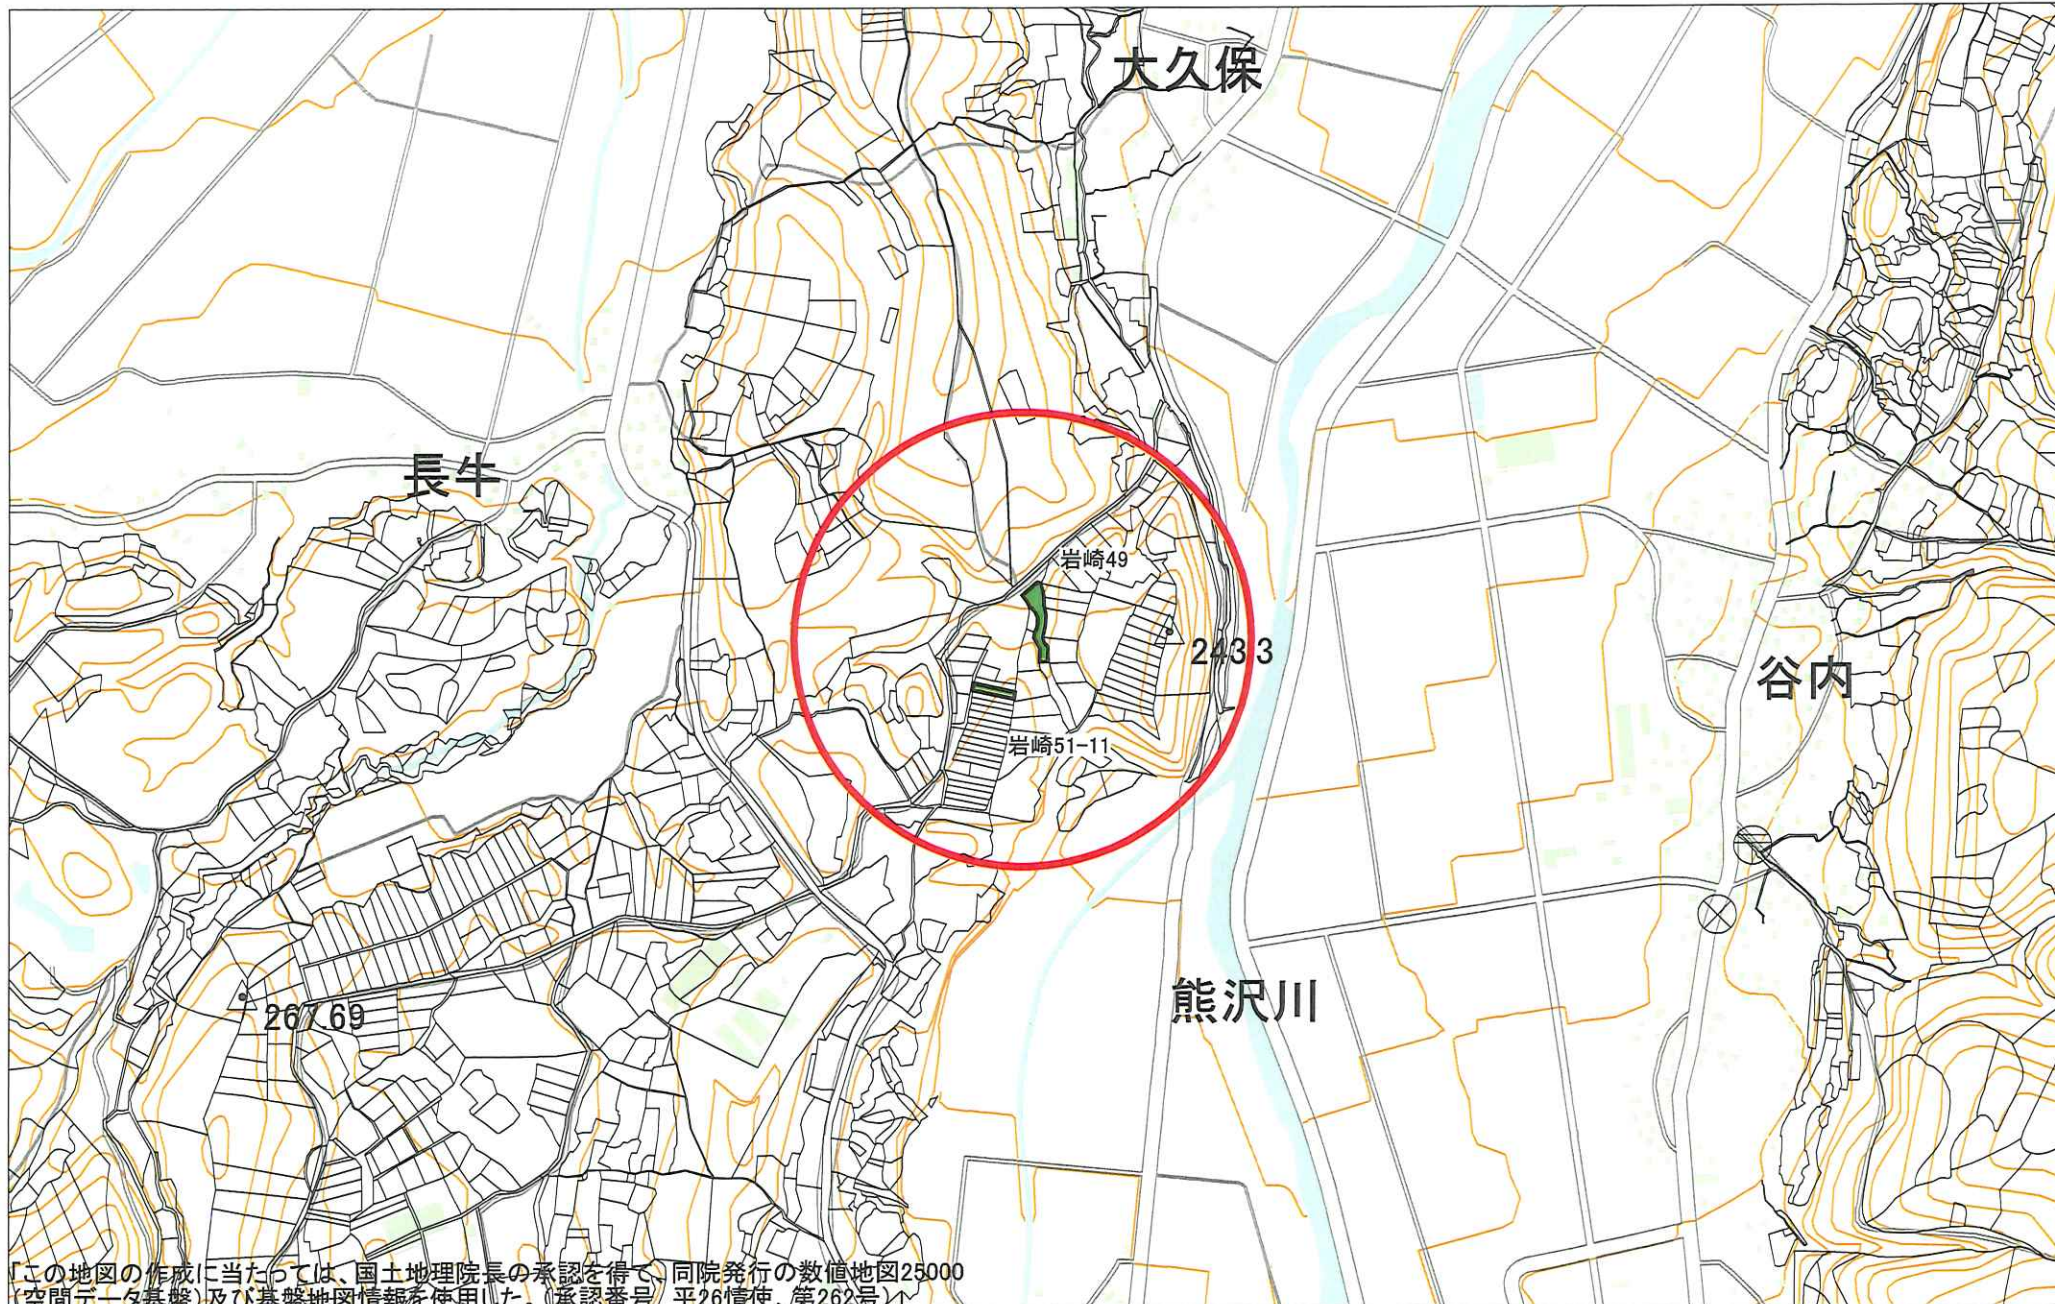 大久保
長牛
岩崎49
243.3
谷内
岩崎51-11
熊沢川
267.69
「この地図の作成に当たっては、国土地理院長の承認を得て、同院発行の数値地図25000
(空間データ基盤)及び基盤地図情報を使用した。(承認番号 平26情使、第262号)」